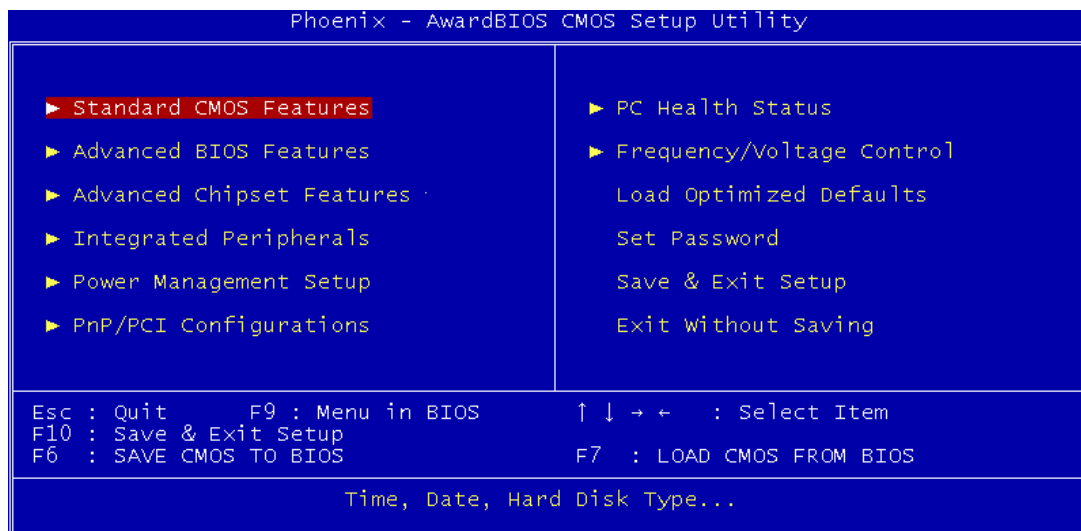 Phoenix - AwardBIOS CMOS Setup Utility
► Standard CMOS Features
► Advanced BIOS Features
► Advanced Chipset Features
► Integrated Peripherals
► Power Management Setup
► PnP/PCI Configurations
► PC Health Status
► Frequency/Voltage Control
Load Optimized Defaults
Set Password
Save & Exit Setup
Exit Without Saving
Esc : Quit F9 : Menu in BIOS ↑ ↓ → ← : Select Item
F10 : Save & Exit Setup
F6 : SAVE CMOS TO BIOS F7 : LOAD CMOS FROM BIOS
Time, Date, Hard Disk Type...